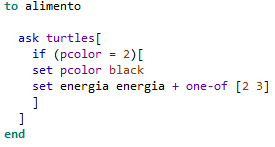 to alimento
ask turtles[
if (pcolor = 2)[
set pcolor black
set energia energia + one-of [2 3]
]
]
end